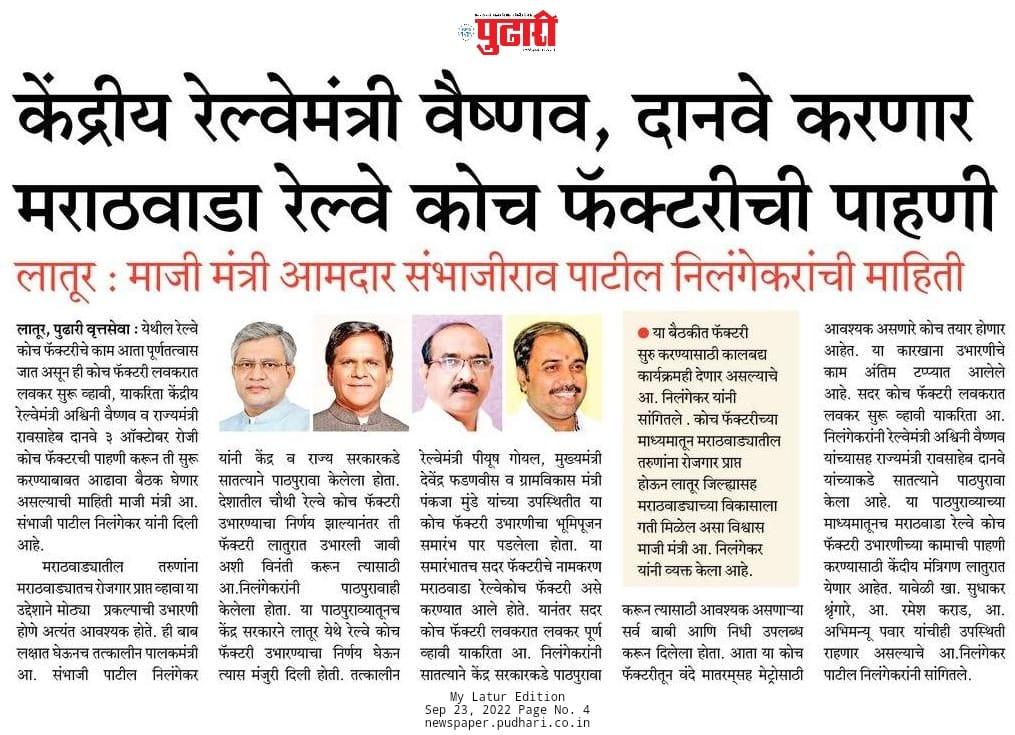 पुढारी
केंद्रीय रेल्वेमंत्री वैष्णव, दानवे करणार
मराठवाडा रेल्वे कोच फॅक्टरीची पाहणी
लातूर : माजी मंत्री आमदार संभाजीराव पाटील निलंगेकरांची माहिती
लातूर, पुढारी वृत्तसेवा : येथील रेल्वे
कोच फॅक्टरीचे काम आता पूर्णतत्वास
जात असून ही कोच फॅक्टरी लवकरात
लवकर सुरू व्हावी, याकरिता केंद्रीय
रेल्वेमंत्री अश्विनी वैष्णव व राज्यमंत्री
रावसाहेब दानवे ३ ऑक्टोबर रोजी
कोच फॅक्टरची पाहणी करून ती सुरू
करण्याबाबत आढावा बैठक घेणार
असल्याची माहिती माजी मंत्री आ.
संभाजी पाटील निलंगेकर यांनी दिली
आहे.
मराठवाड्यातील तरुणांना
मराठवाड्यातच रोजगार प्राप्त व्हावा या
उद्देशाने मोठ्या प्रकल्पाची उभारणी
होणे अत्यंत आवश्यक होते. ही बाब
लक्षात घेऊनच तत्कालीन पालकमंत्री
आ. संभाजी पाटील निलंगेकर
यांनी केंद्र व राज्य सरकारकडे
सातत्याने पाठपुरावा केलेला होता.
देशातील चौथी रेल्वे कोच फॅक्टरी
उभारण्याचा निर्णय झाल्यानंतर ती
फॅक्टरी लातुरात उभारली जावी
अशी विनंती करून त्यासाठी
आ.निलंगेकरांनी पाठपुरावाही
केलेला होता. या पाठपुराव्यातूनच
केंद्र सरकारने लातूर येथे रेल्वे कोच
फॅक्टरी उभारण्याचा निर्णय घेऊन
त्यास मंजुरी दिली होती. तत्कालीन
रेल्वेमंत्री पीयूष गोयल, मुख्यमंत्री
देवेंद्र फडणवीस व ग्रामविकास मंत्री
पंकजा मुंडे यांच्या उपस्थितीत या
कोच फॅक्टरी उभारणीचा भूमिपूजन
समारंभ पार पडलेला होता. या
समारंभातच सदर फॅक्टरीचे नामकरण
मराठवाडा रेल्वेकोच फॅक्टरी असे
करण्यात आले होते. यानंतर सदर
कोच फॅक्टरी लवकरात लवकर पूर्ण
व्हावी याकरिता आ. निलंगेकरांनी
सातत्याने केंद्र सरकारकडे पाठपुरावा
● या बैठकीत फॅक्टरी
सुरु करण्यासाठी कालबद्य
कार्यक्रमही देणार असल्याचे
आ. निलंगेकर यांनी
सांगितले . कोच फॅक्टरीच्या
माध्यमातून मराठवाड्यातील
तरुणांना रोजगार प्राप्त
होऊन लातूर जिल्ह्यासह
मराठवाड्याच्या विकासाला
गती मिळेल असा विश्वास
माजी मंत्री आ. निलंगेकर
यांनी व्यक्त केला आहे.
करून त्यासाठी आवश्यक असणाऱ्या
सर्व बाबी आणि निधी उपलब्ध
करून दिलेला होता. आता या कोच
फॅक्टरीतून वंदे मातरम्सह मेट्रोसाठी
आवश्यक असणारे कोच तयार होणार
आहेत. या कारखाना उभारणीचे
काम अंतिम टप्प्यात आलेले
आहे. सदर कोच फॅक्टरी लवकरात
लवकर सुरू व्हावी याकरिता आ.
निलंगेकरांनी रेल्वेमंत्री अश्विनी वैष्णव
यांच्यासह राज्यमंत्री रावसाहेब दानवे
यांच्याकडे सातत्याने पाठपुरावा
केला आहे. या पाठपुराव्याच्या
माध्यमातूनच मराठवाडा रेल्वे कोच
फॅक्टरी उभारणीच्या कामाची पाहणी
करण्यासाठी केंदीय मंत्रिगण लातुरात
येणार आहेत. यावेळी खा. सुधाकर
श्रृंगारे, आ. रमेश कराड, आ.
अभिमन्यू पवार यांचीही उपस्थिती
राहणार असल्याचे आ.निलंगेकर
पाटील निलंगेकरांनी सांगितले.
My Latur Edition
Sep 23, 2022 Page No. 4
newspaper.pudhari.co.in